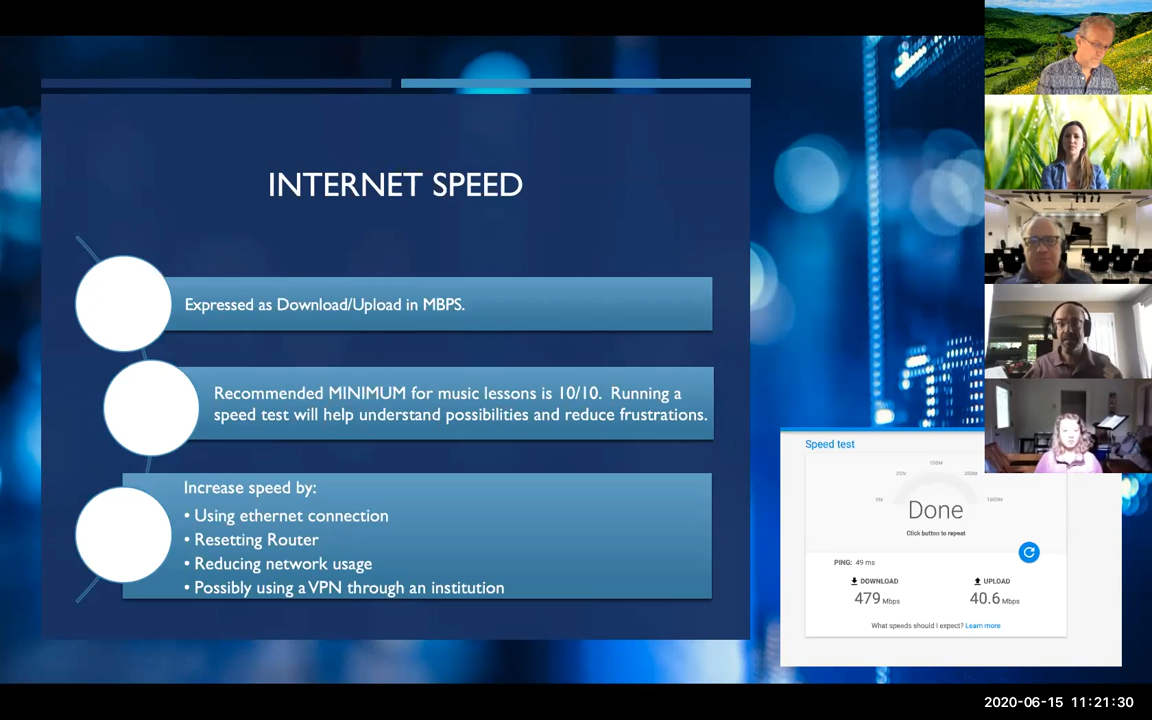 INTERNET SPEED
Expressed as Download/Upload in MBPS.
Recommended MINIMUM for music lessons is 10/10. Running a
speed test will help understand possibilities and reduce frustrations.
Increase speed by:
• Using ethernet connection
• Resetting Router
• Reducing network usage
• Possibly using a VPN through an institution
Speed test
100M
Done
Click button to repeat
PING: 49 ms
DOWNLOAD UPLOAD
479 Mbps 40.6 Mbps
What speeds should I expect? Learn more
2020-06-15 11:21:30